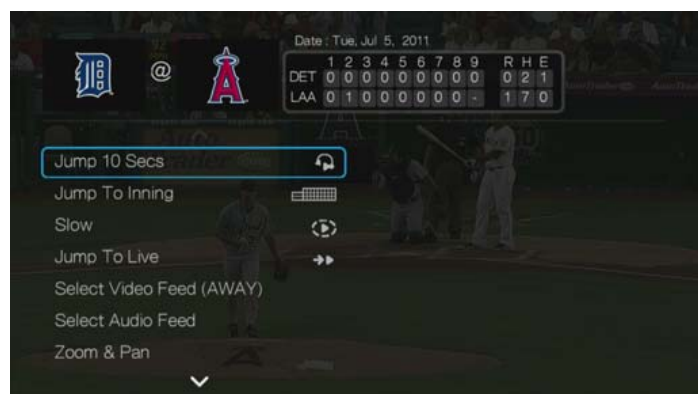 @
Date : Tue, Jul 5, 2011
1 2 3 4 5 6 7 8 9 R H E
DET 0 0 0 0 0 0 0 0 0 0 2 1
LAA 0 1 0 0 0 0 0 0 - 1 7 0
Jump 10 Secs
Jump To Inning
Slow
Jump To Live
Select Video Feed (AWAY)
Select Audio Feed
Zoom & Pan